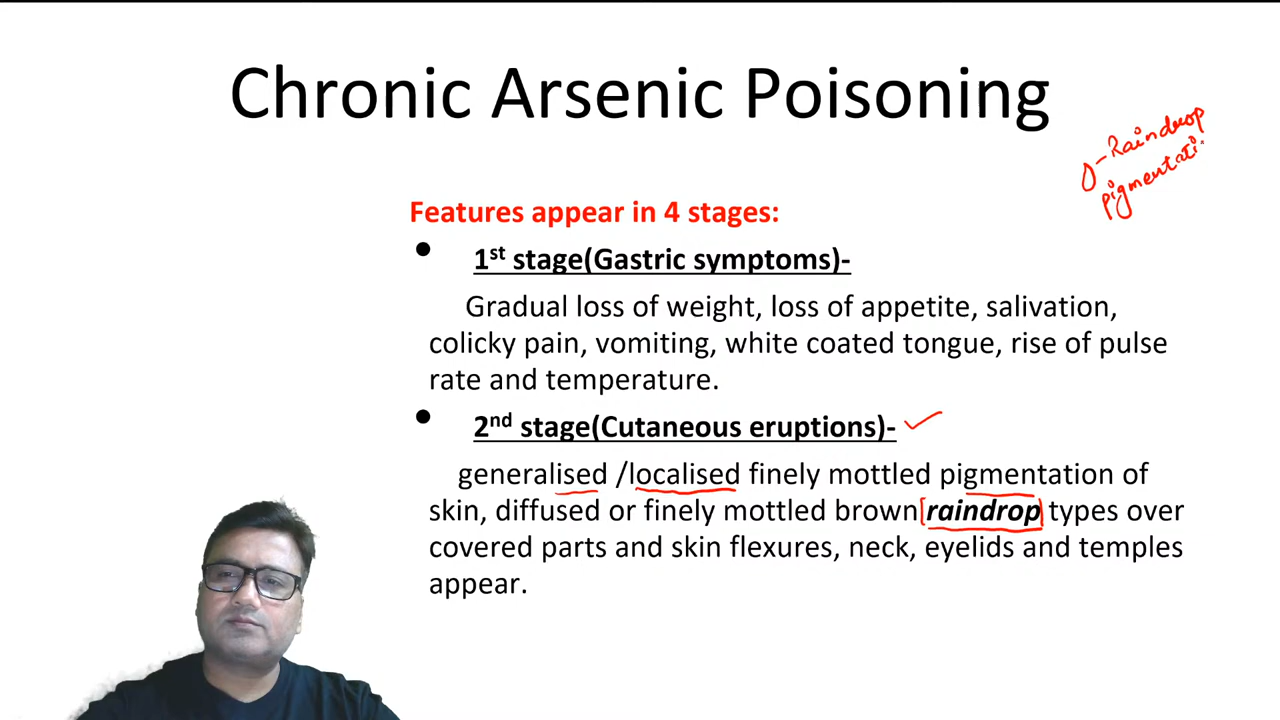 Chronic Arsenic Poisoning
Raindrop
pigmentati
Features appear in 4 stages:
• 1st stage(Gastric symptoms)-
Gradual loss of weight, loss of appetite, salivation,
colicky pain, vomiting, white coated tongue, rise of pulse
rate and temperature.
• 2nd stage(Cutaneous eruptions)-
generalised /localised finely mottled pigmentation of
skin, diffused or finely mottled brown raindrop types over
covered parts and skin flexures, neck, eyelids and temples
appear.